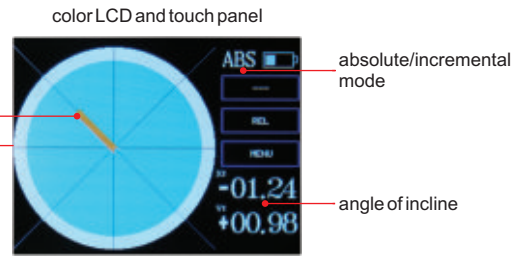 color LCD and touch panel
ABS
absolute/incremental
mode
---
REL
MENU
-01.24
angle of incline
+00.98